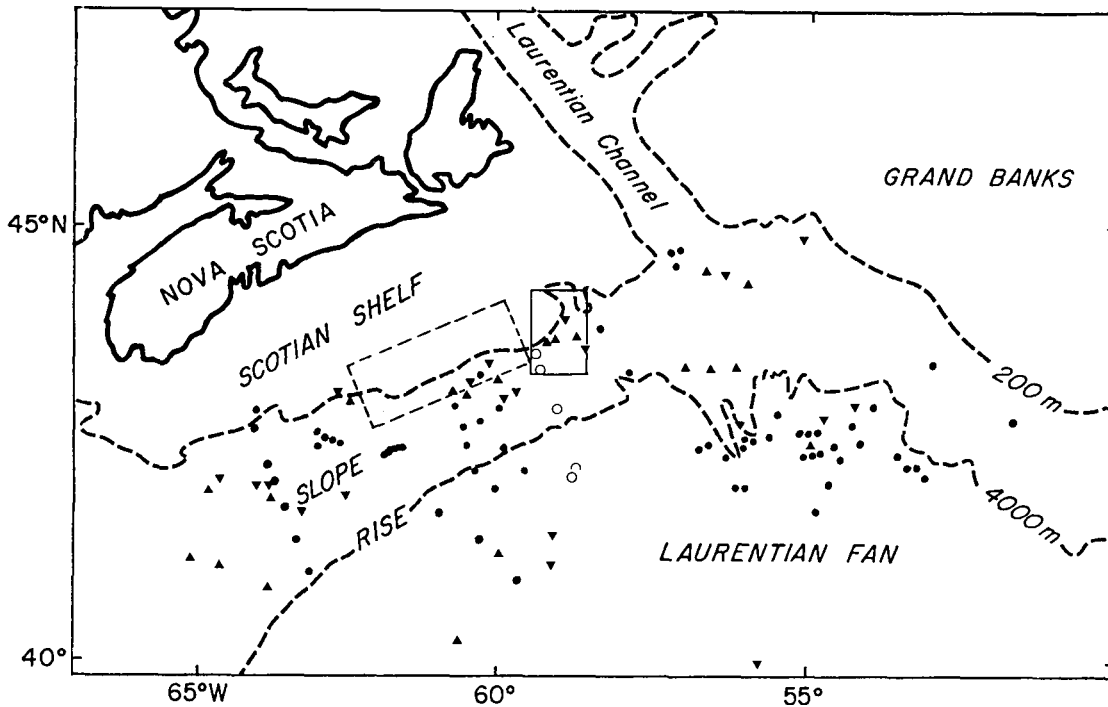 Laurentian Channel
GRAND BANKS
45°N
NOVA SCOTIA
SCOTIAN SHELF
200 m
SLOPE
4000 m
RISE
LAURENTIAN FAN
40°
65°W 60° 55°